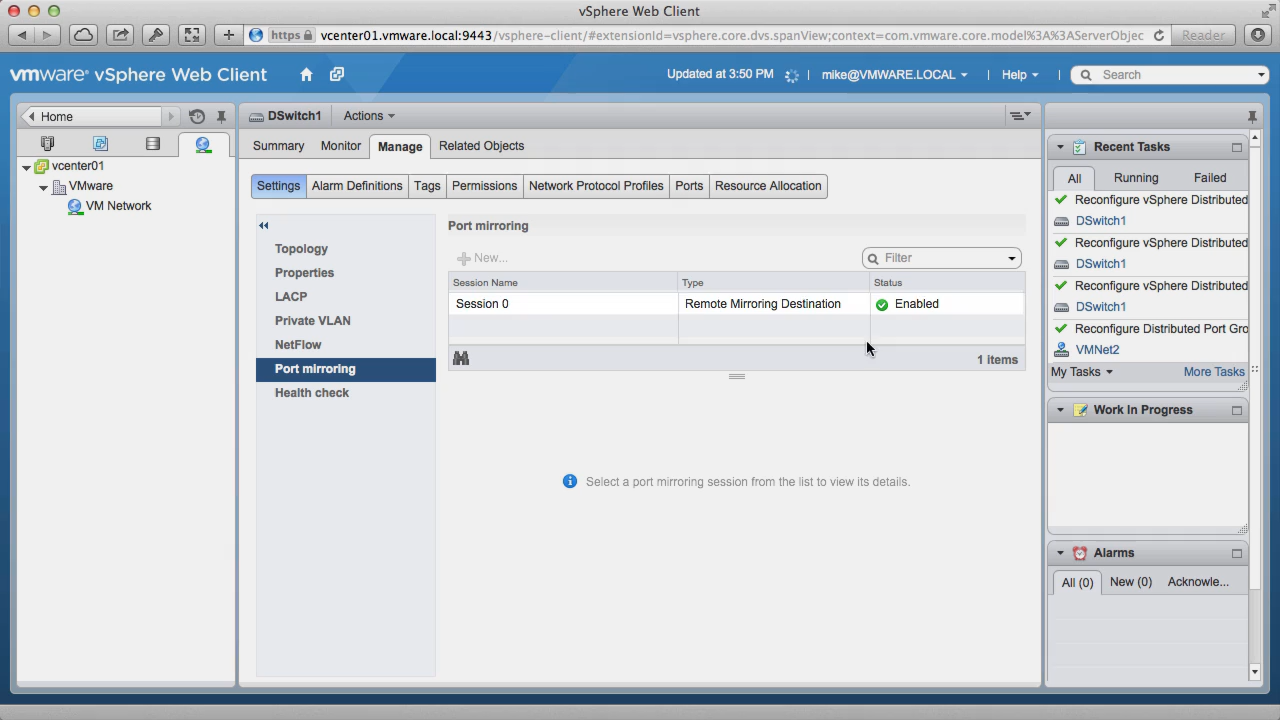 vSphere Web Client
https vcenter01.vmware.local:9443/vsphere-client/#extensionId=vsphere.core.dvs.spanView;context=com.vmware.core.model%3A%3AServerObjec
Reader
vmware® vSphere Web Client
Updated at 3:50 PM
mike@VMWARE.LOCAL
Help
Search
Home
vcenter01
VMware
VM Network
DSwitch1
Actions
Summary
Monitor
Manage
Related Objects
Settings
Alarm Definitions
Tags
Permissions
Network Protocol Profiles
Ports
Resource Allocation
Topology
Properties
LACP
Private VLAN
NetFlow
Port mirroring
Health check
Port mirroring
New...
Filter
Session Name
Type
Status
Session 0
Remote Mirroring Destination
Enabled
1 items
Select a port mirroring session from the list to view its details.
Recent Tasks
All
Running
Failed
Reconfigure vSphere Distributed
DSwitch1
Reconfigure vSphere Distributed
DSwitch1
Reconfigure vSphere Distributed
DSwitch1
Reconfigure Distributed Port Gro
VMNet2
My Tasks
More Tasks
Work In Progress
Alarms
All (0)
New (0)
Acknowle...